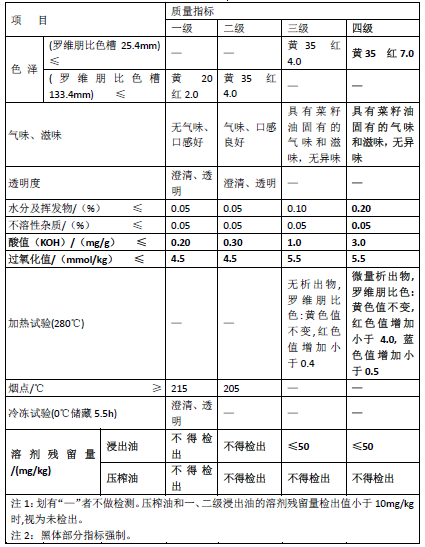 项 目 质量指标
一级 二级 三级 四级
色 泽 (罗维朋比色槽 25.4mm) ≤ — — 黄 35 红 4.0 黄 35 红 7.0
(罗维朋比色槽 133.4mm) ≤ 黄 20 红 2.0 黄 35 红 4.0 — —
气味、滋味 无气味、口感好 气味、口感良好 具有菜籽油固有的气味和滋味，无异味 具有菜籽油固有的气味和滋味，无异味
透明度 澄清、透明 澄清、透明 — —
水分及挥发物/（%） ≤ 0.05 0.05 0.10 0.20
不溶性杂质/（%） ≤ 0.05 0.05 0.05 0.05
酸值（KOH）/（mg/g） ≤ 0.20 0.30 1.0 3.0
过氧化值/（mmol/kg） ≤ 4.5 4.5 5.5 5.5
加热试验(280℃) — — 无析出物，罗维朋比色:黄色值不变,红色值增加小于 0.4 微量析出物,罗维朋比色:黄色值不变,红色值增加小于 4.0, 蓝色值增加小于 0.5
烟点/℃ ≥ 215 205 — —
冷冻试验(0℃储藏 5.5h) 澄清、透明 — — —
溶剂残留量/(mg/kg) 浸出油 不得检出 不得检出 ≤50 ≤50
压榨油 不得检出 不得检出 不得检出 不得检出
注 1：划有“—”者不做检测。压榨油和一、二级浸出油的溶剂残留量检出值小于 10mg/kg
时,视为未检出。
注 2： 黑体部分指标强制。